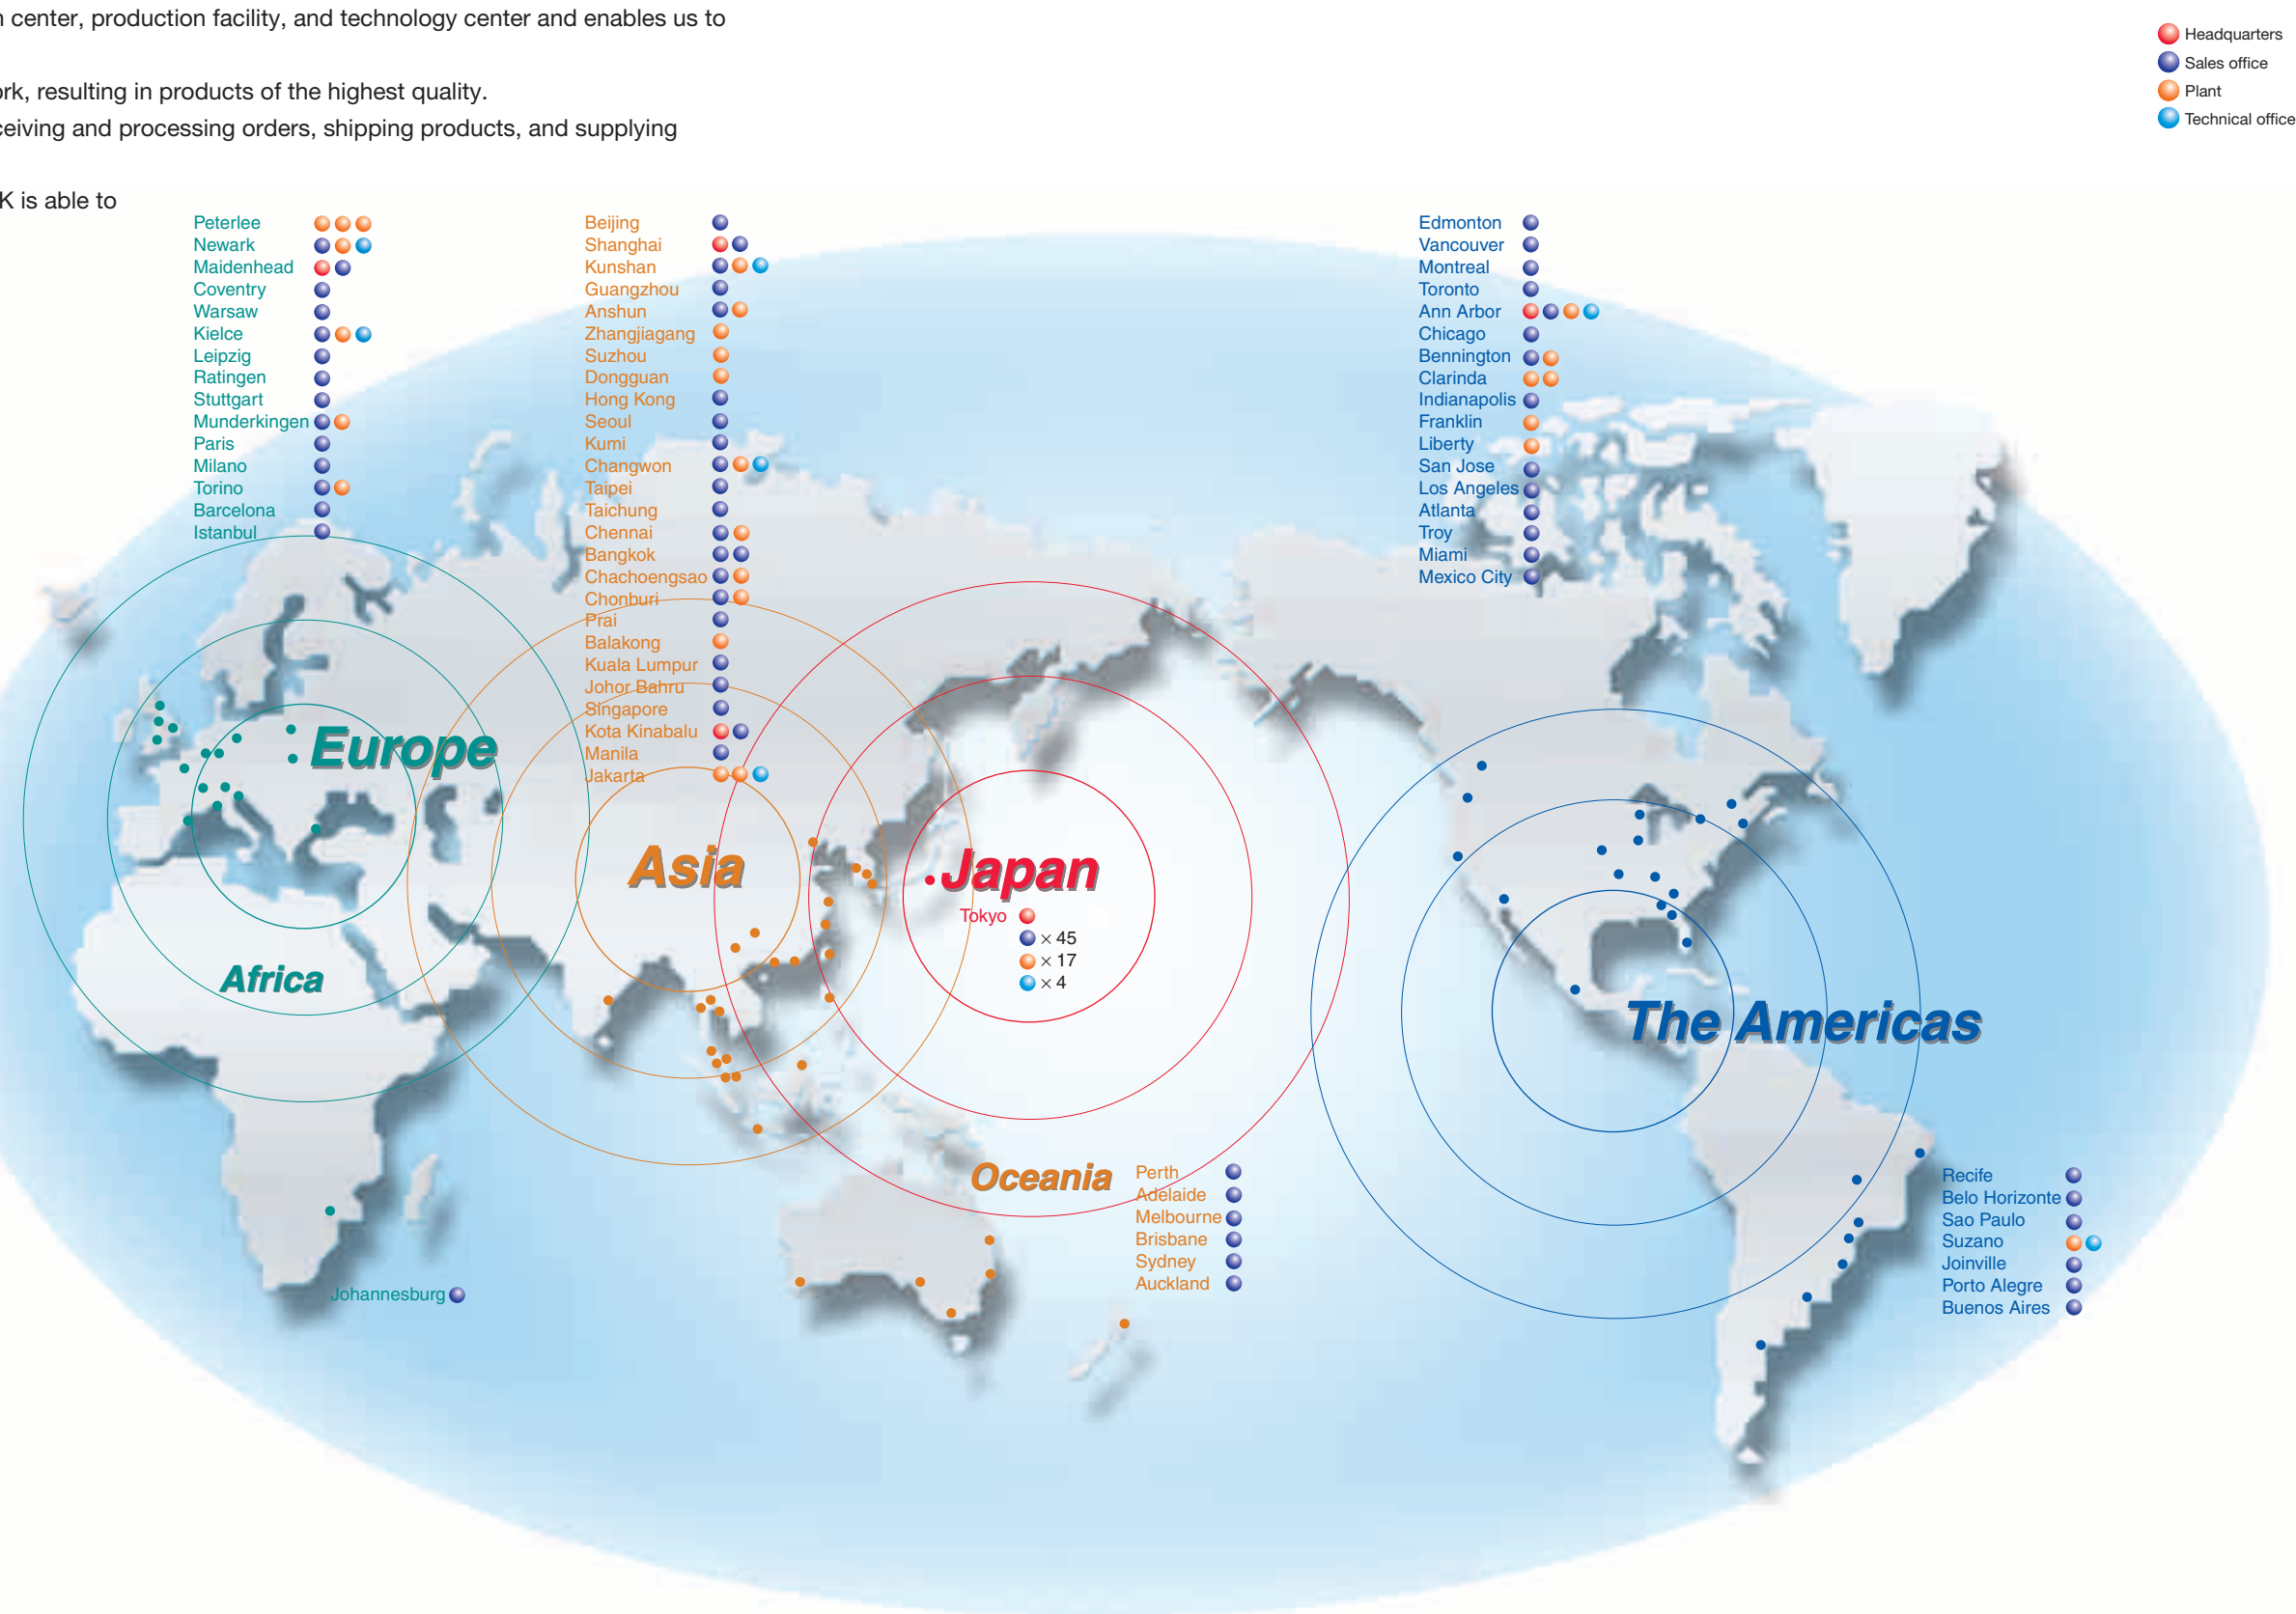 n center, production facility, and technology center and enables us to
ork, resulting in products of the highest quality.
ceiving and processing orders, shipping products, and supplying
K is able to
Headquarters
Sales office
Plant
Technical office
Peterlee
Newark
Maidenhead
Coventry
Warsaw
Kielce
Leipzig
Ratingen
Stuttgart
Munderkingen
Paris
Milano
Torino
Barcelona
Istanbul
Beijing
Shanghai
Kunshan
Guangzhou
Anshun
Zhangjiagang
Suzhou
Dongguan
Hong Kong
Seoul
Kumi
Changwon
Taipei
Taichung
Chennai
Bangkok
Chachoengsao
Chonburi
Prai
Balakong
Kuala Lumpur
Johor Bahru
Singapore
Kota Kinabalu
Manila
Jakarta
Edmonton
Vancouver
Montreal
Toronto
Ann Arbor
Chicago
Bennington
Clarinda
Indianapolis
Franklin
Liberty
San Jose
Los Angeles
Atlanta
Troy
Miami
Mexico City
Europe
Africa
Asia
Japan
Tokyo
× 45
× 17
× 4
The Americas
Oceania
Perth
Adelaide
Melbourne
Brisbane
Sydney
Auckland
Recife
Belo Horizonte
Sao Paulo
Suzano
Joinville
Porto Alegre
Buenos Aires
Johannesburg